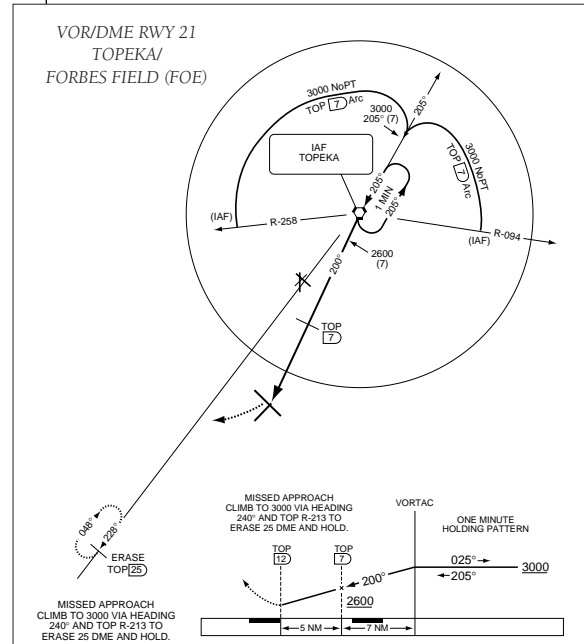 VOR/DME RWY 21
TOPEKA/
FORBES FIELD (FOE)
3000 NoPT
TOP 7 Arc
3000
205° (7)
205°
3000 NoPT
TOP 7 Arc
IAF
TOPEKA
205°
1 MIN
205°
(IAF)
R-258
R-094
(IAF)
2600
(7)
200°
TOP
7
048°
228°
ERASE
TOP 25
MISSED APPROACH
CLIMB TO 3000 VIA HEADING
240° AND TOP R-213 TO
ERASE 25 DME AND HOLD.
MISSED APPROACH
CLIMB TO 3000 VIA HEADING
240° AND TOP R-213 TO
ERASE 25 DME AND HOLD.
VORTAC
ONE MINUTE
HOLDING PATTERN
TOP
12
TOP
7
025°
205°
3000
200°
2600
5 NM
7 NM